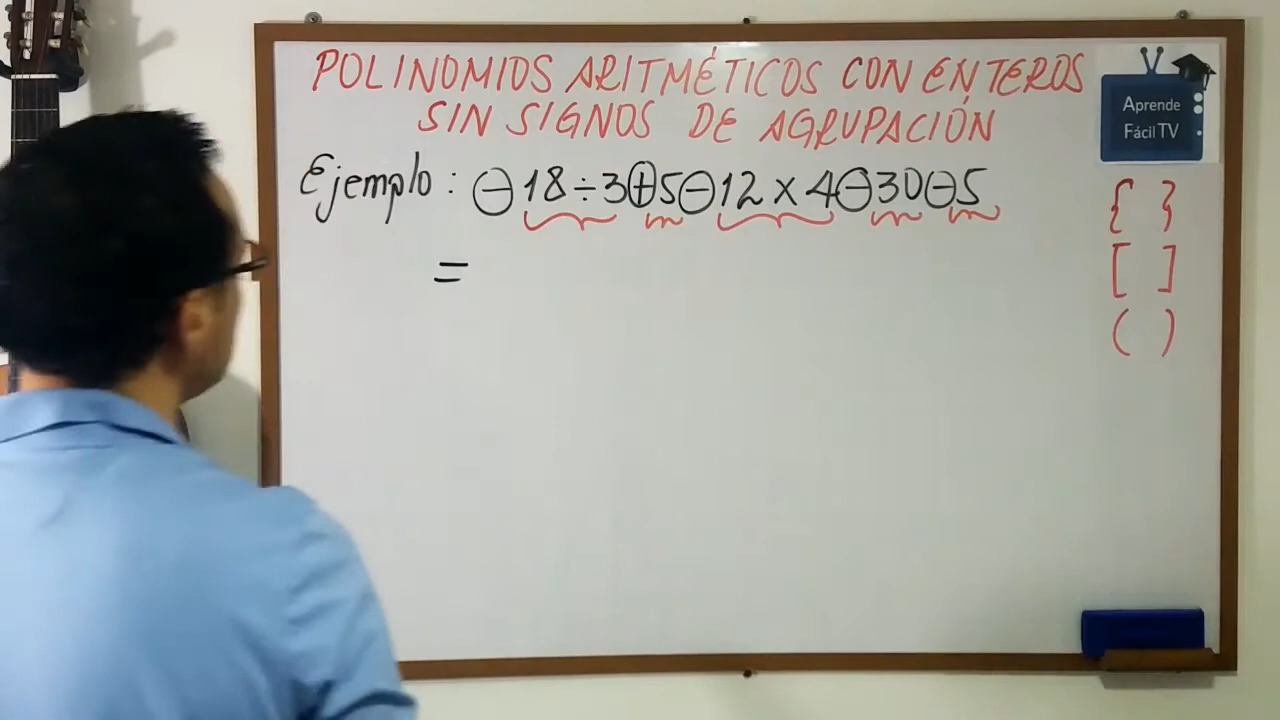 POLINOMIOS ARITMÉTICOS CON ENTEROS
SIN SIGNOS DE AGRUPACIÓN
Aprende
Fácil TV
Ejemplo: ⊖18÷3⊕5⊖12×4⊖30⊖5
{ }
=
[ ]
( )